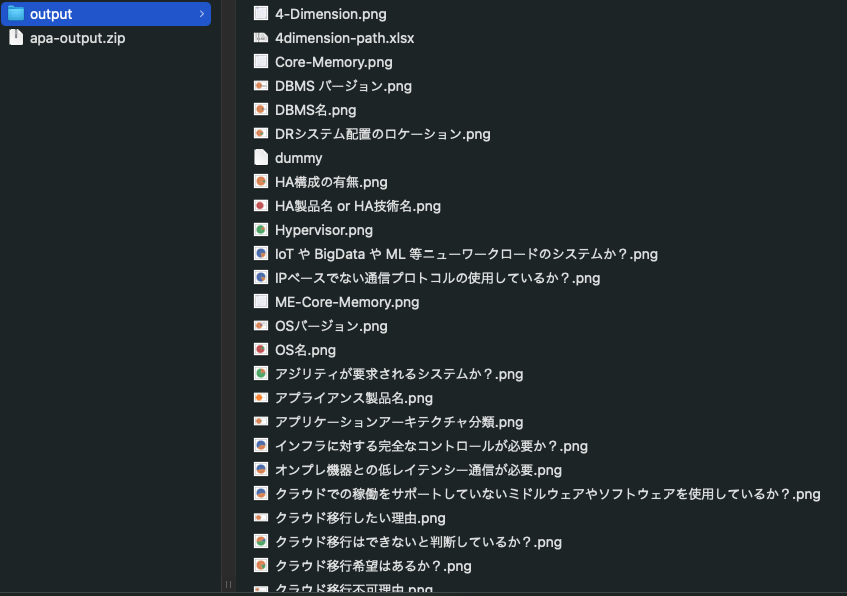 output
apa-output.zip
4-Dimension.png
4dimension-path.xlsx
Core-Memory.png
DBMS バージョン.png
DBMS名.png
DRシステム配置のロケーション.png
dummy
HA構成の有無.png
HA製品名 or HA技術名.png
Hypervisor.png
IoT や BigData や ML 等ニューワークロードのシステムか？.png
IPベースでない通信プロトコルの使用しているか？.png
ME-Core-Memory.png
OSバージョン.png
OS名.png
アジリティが要求されるシステムか？.png
アプライアンス製品名.png
アプリケーションアーキテクチャ分類.png
インフラに対する完全なコントロールが必要か？.png
オンプレ機器との低レイテンシー通信が必要.png
クラウドでの稼働をサポートしていないミドルウェアやソフトウェアを使用しているか？.png
クラウド移行したい理由.png
クラウド移行はできないと判断しているか？.png
クラウド移行希望はあるか？.png
クラウド移行不可理由.png